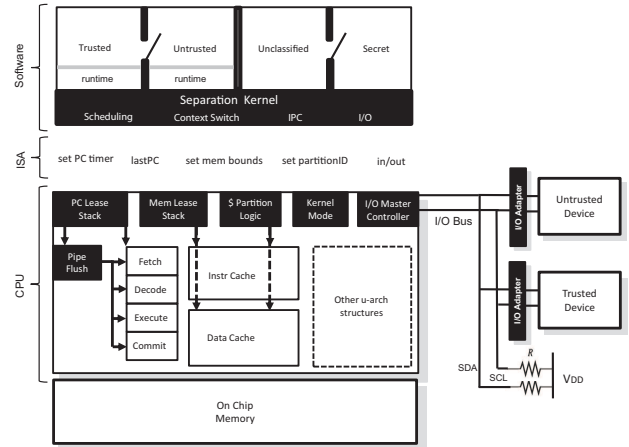 Software
Trusted
Untrusted
Unclassified
Secret
runtime
runtime
Separation Kernel
Scheduling
Context Switch
IPC
I/O
ISA
set PC timer
lastPC
set mem bounds
set partitionID
in/out
CPU
PC Lease
Stack
Mem Lease
Stack
$ Partition
Logic
Kernel
Mode
I/O Master
Controller
I/O Bus
I/O Adapter
Untrusted
Device
Pipe
Flush
Fetch
Decode
Execute
Commit
Instr Cache
Data Cache
Other u-arch
structures
I/O Adapter
Trusted
Device
SDA
SCL
R
VDD
On Chip
Memory